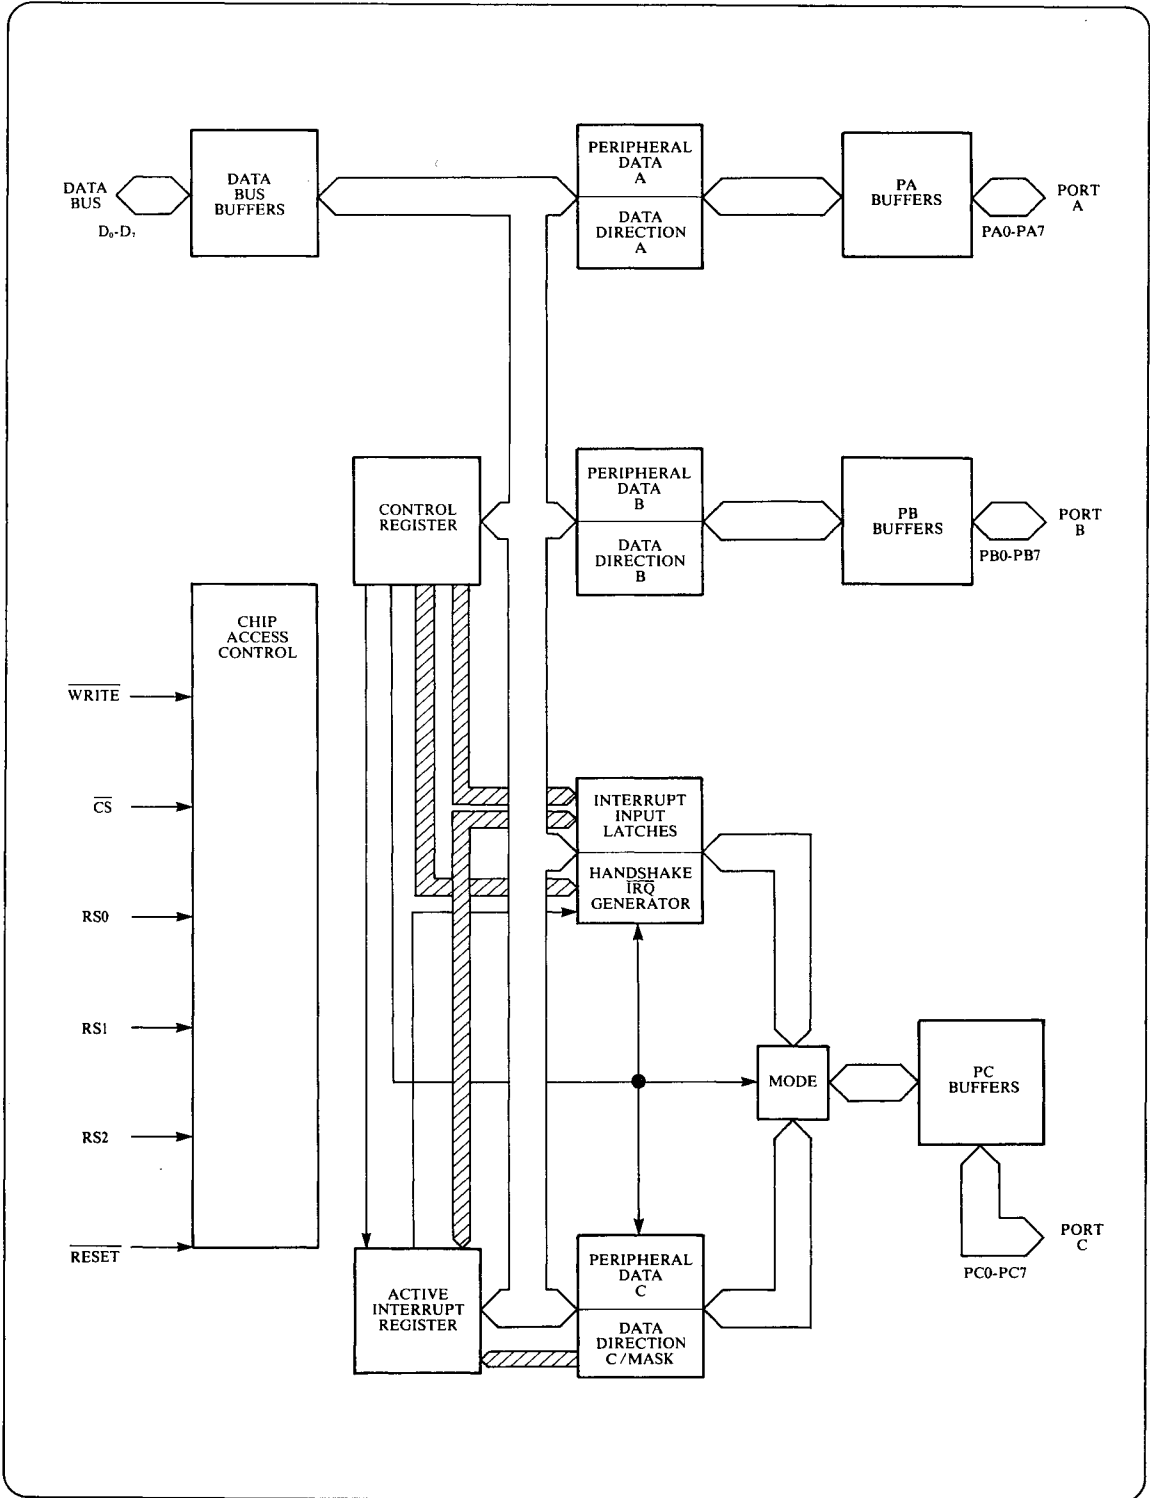 DATA
BUS
D₀-D₇
DATA
BUS
BUFFERS
PERIPHERAL
DATA
A
DATA
DIRECTION
A
PA
BUFFERS
PORT
A
PA0-PA7
CONTROL
REGISTER
PERIPHERAL
DATA
B
DATA
DIRECTION
B
PB
BUFFERS
PORT
B
PB0-PB7
CHIP
ACCESS
CONTROL
WRITE
CS
RS0
RS1
RS2
RESET
INTERRUPT
INPUT
LATCHES
HANDSHAKE
IRQ
GENERATOR
MODE
PC
BUFFERS
PORT
C
PC0-PC7
ACTIVE
INTERRUPT
REGISTER
PERIPHERAL
DATA
C
DATA
DIRECTION
C/MASK